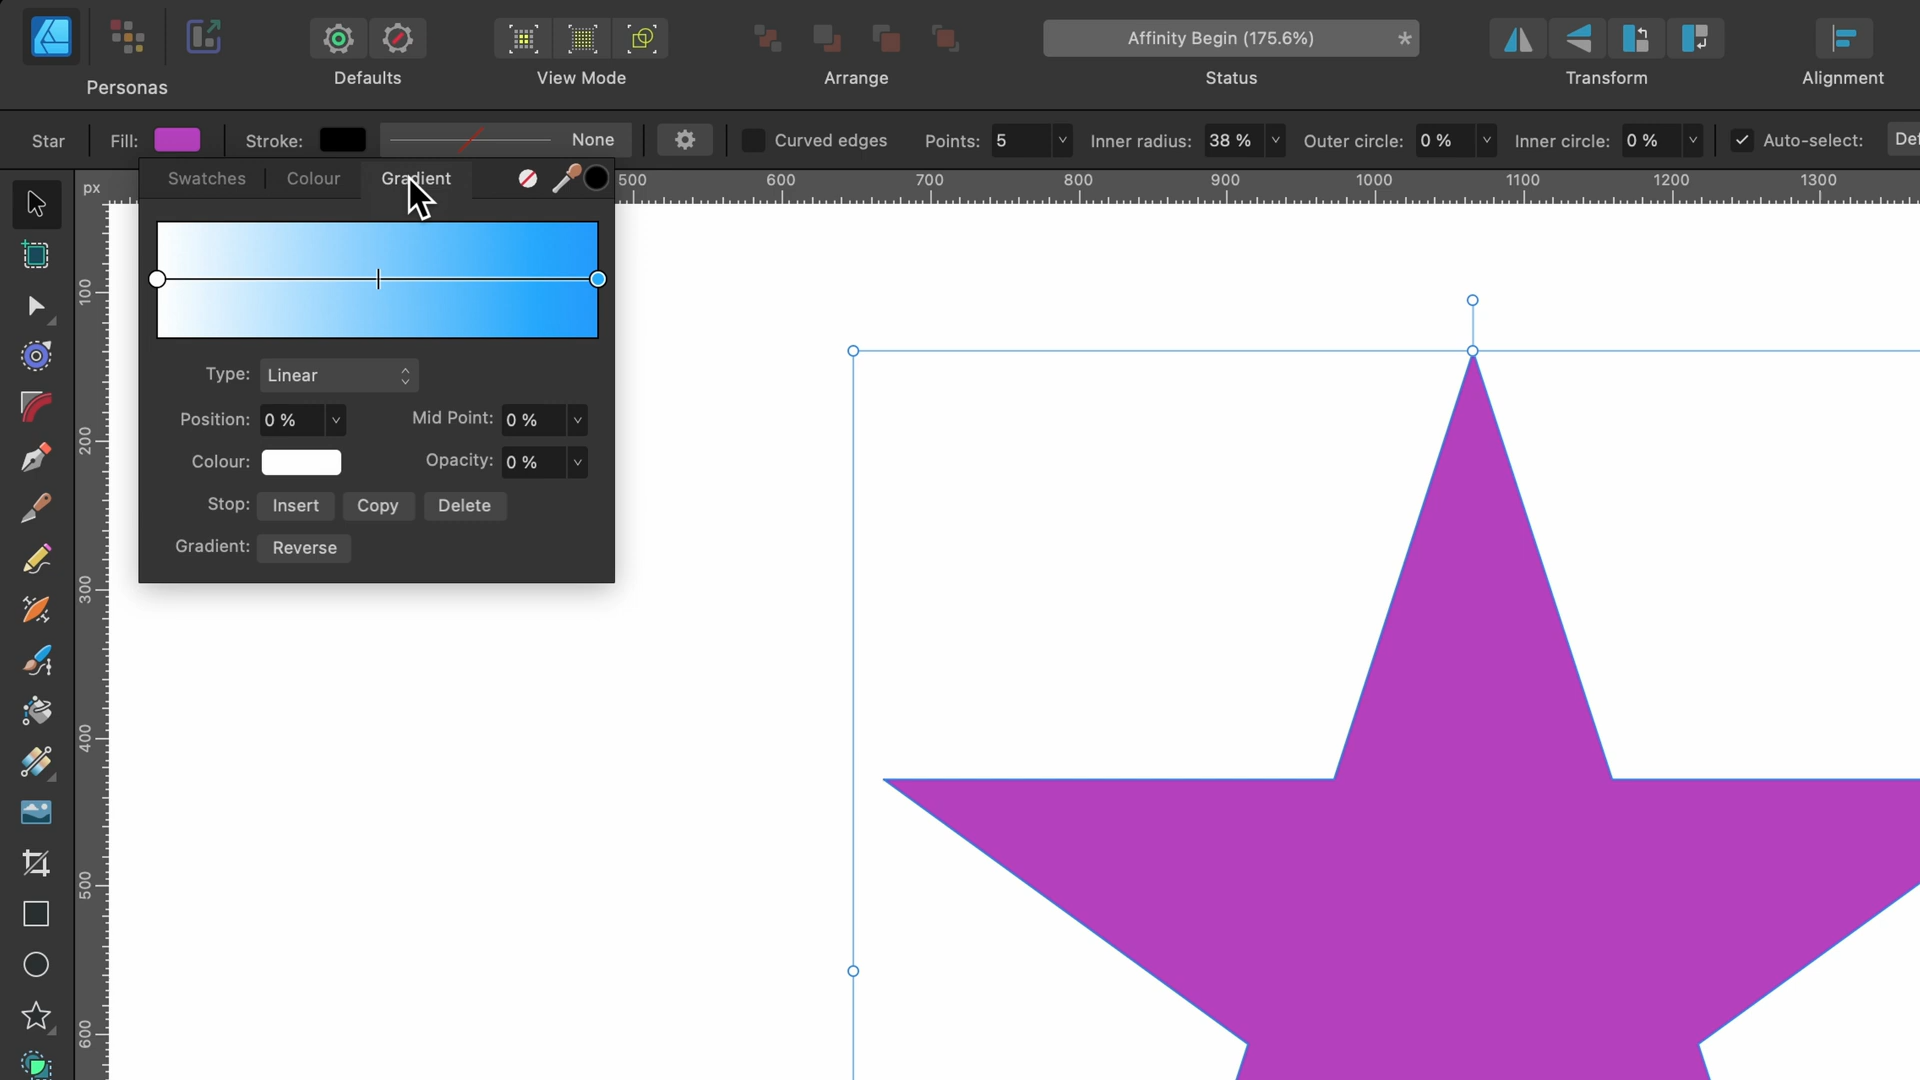 Affinity Begin (175.6%) *
Personas
Defaults
View Mode
Arrange
Status
Transform
Alignment
Star
Fill:
Stroke:
None
Curved edges
Points: 5
Inner radius: 38 %
Outer circle: 0 %
Inner circle: 0 %
Auto-select:
Def
Swatches
Colour
Gradient
px
500 600 700 800 900 1000 1100 1200 1300
100
200
300
400
500
600
Type: Linear
Position: 0 %
Mid Point: 0 %
Colour:
Opacity: 0 %
Stop: Insert Copy Delete
Gradient: Reverse